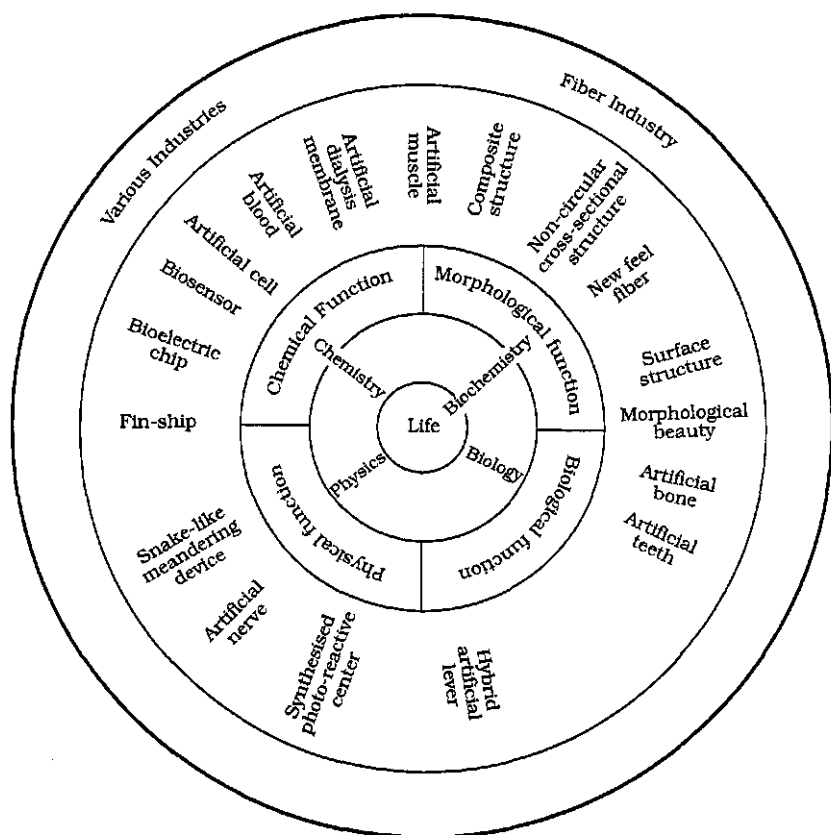 Various Industries
Fiber Industry
Artificial
dialysis
membrane
Artificial
muscle
Composite
structure
Non-circular
cross-sectional
structure
New feel
fiber
Surface
structure
Morphological
beauty
Artificial
bone
Artificial
teeth
Hybrid
artificial
lever
Synthesised
photo-reactive
center
Artificial
nerve
Snake-like
meandering
device
Fin-ship
Bioelectric
chip
Biosensor
Artificial cell
Artificial
blood
Chemical Function
Morphological function
Biological function
Physical function
Chemistry
Biochemistry
Biology
Physics
Life